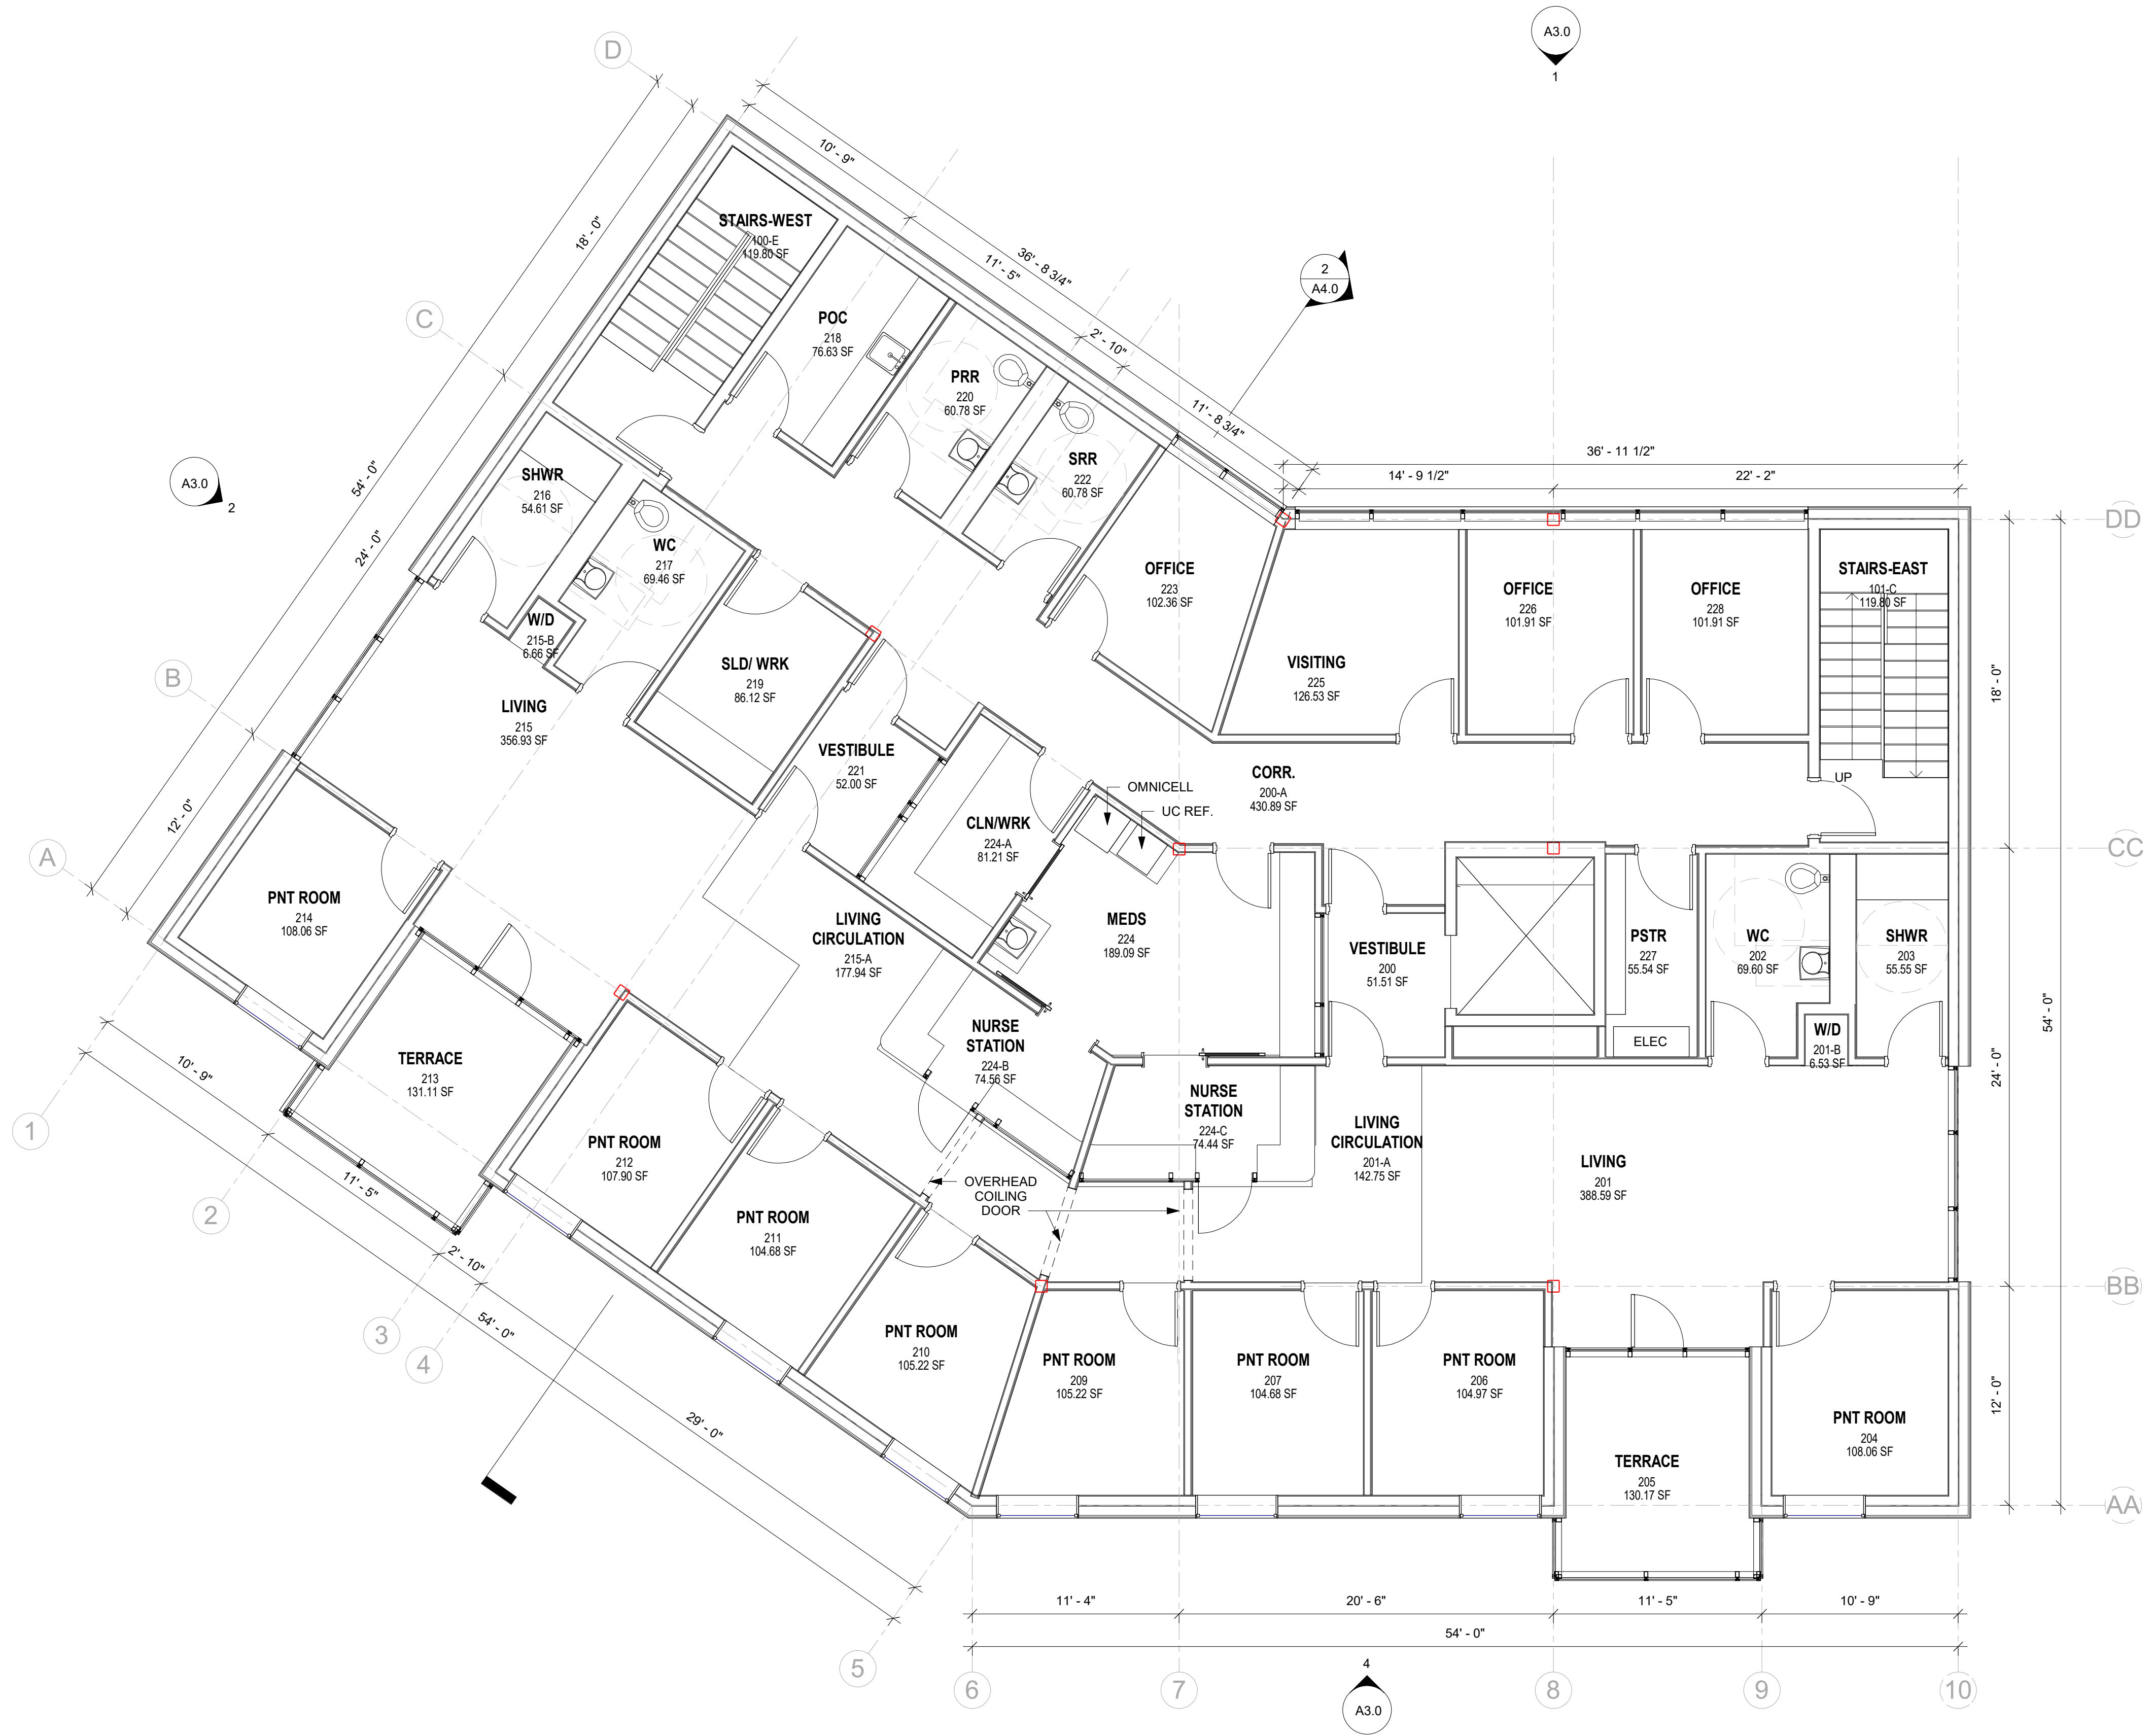 A3.0
1
D
10' - 9"
36' - 8 3/4"
11' - 5"
2' - 10"
11' - 8 3/4"
2
A4.0
18' - 0"
54' - 0"
24' - 0"
12' - 0"
C
B
A
A3.0
2
STAIRS-WEST
100-E
119.80 SF
POC
218
76.63 SF
PRR
220
60.78 SF
SRR
222
60.78 SF
SHWR
216
54.61 SF
WC
217
69.46 SF
W/D
215-B
6.66 SF
SLD/ WRK
219
86.12 SF
LIVING
215
356.93 SF
VESTIBULE
221
52.00 SF
OFFICE
223
102.36 SF
36' - 11 1/2"
14' - 9 1/2"
22' - 2"
DD
OFFICE
226
101.91 SF
OFFICE
228
101.91 SF
STAIRS-EAST
101-C
119.80 SF
VISITING
225
126.53 SF
18' - 0"
CORR.
200-A
430.89 SF
UP
OMNICELL
UC REF.
CLN/WRK
224-A
81.21 SF
CC
PNT ROOM
214
108.06 SF
LIVING
CIRCULATION
215-A
177.94 SF
MEDS
224
189.09 SF
VESTIBULE
200
51.51 SF
PSTR
227
55.54 SF
WC
202
69.60 SF
SHWR
203
55.55 SF
ELEC
W/D
201-B
6.53 SF
54' - 0"
24' - 0"
TERRACE
213
131.11 SF
NURSE
STATION
224-B
74.56 SF
NURSE
STATION
224-C
74.44 SF
LIVING
CIRCULATION
201-A
142.75 SF
LIVING
201
388.59 SF
PNT ROOM
212
107.90 SF
OVERHEAD
COILING
DOOR
PNT ROOM
211
104.68 SF
PNT ROOM
210
105.22 SF
BB
PNT ROOM
209
105.22 SF
PNT ROOM
207
104.68 SF
PNT ROOM
206
104.97 SF
12' - 0"
PNT ROOM
204
108.06 SF
TERRACE
205
130.17 SF
AA
10' - 9"
11' - 5"
2' - 10"
54' - 0"
29' - 0"
1
2
3
4
5
11' - 4"
20' - 6"
11' - 5"
10' - 9"
54' - 0"
6
7
8
9
10
4
A3.0